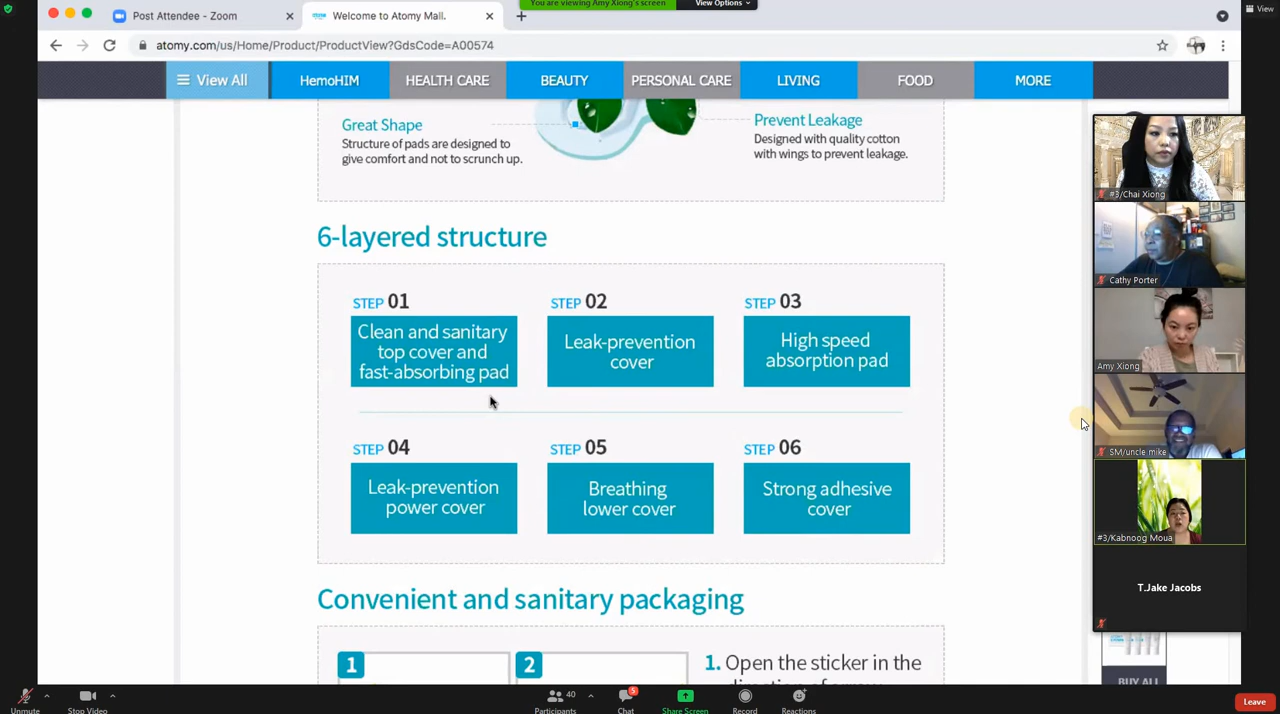 You are viewing Amy Xiong's screen
View Options
View
Post Attendee - Zoom
Welcome to Atomy Mall.
atomy.com/us/Home/Product/ProductView?GdsCode=A00574
View All
HemoHIM
HEALTH CARE
BEAUTY
PERSONAL CARE
LIVING
FOOD
MORE
Great Shape
Structure of pads are designed to
give comfort and not to scrunch up.
Prevent Leakage
Designed with quality cotton
with wings to prevent leakage.
6-layered structure
STEP 01
Clean and sanitary
top cover and
fast-absorbing pad
STEP 02
Leak-prevention
cover
STEP 03
High speed
absorption pad
STEP 04
Leak-prevention
power cover
STEP 05
Breathing
lower cover
STEP 06
Strong adhesive
cover
Convenient and sanitary packaging
1
2
1. Open the sticker in the
direction of arrow
#3/Chai Xiong
Cathy Porter
Amy Xiong
SM/uncle mike
#3/Kabnoog Moua
T.Jake Jacobs
BUY ALL
Unmute
Stop Video
40
Participants
5
Chat
Share Screen
Record
Reactions
Leave